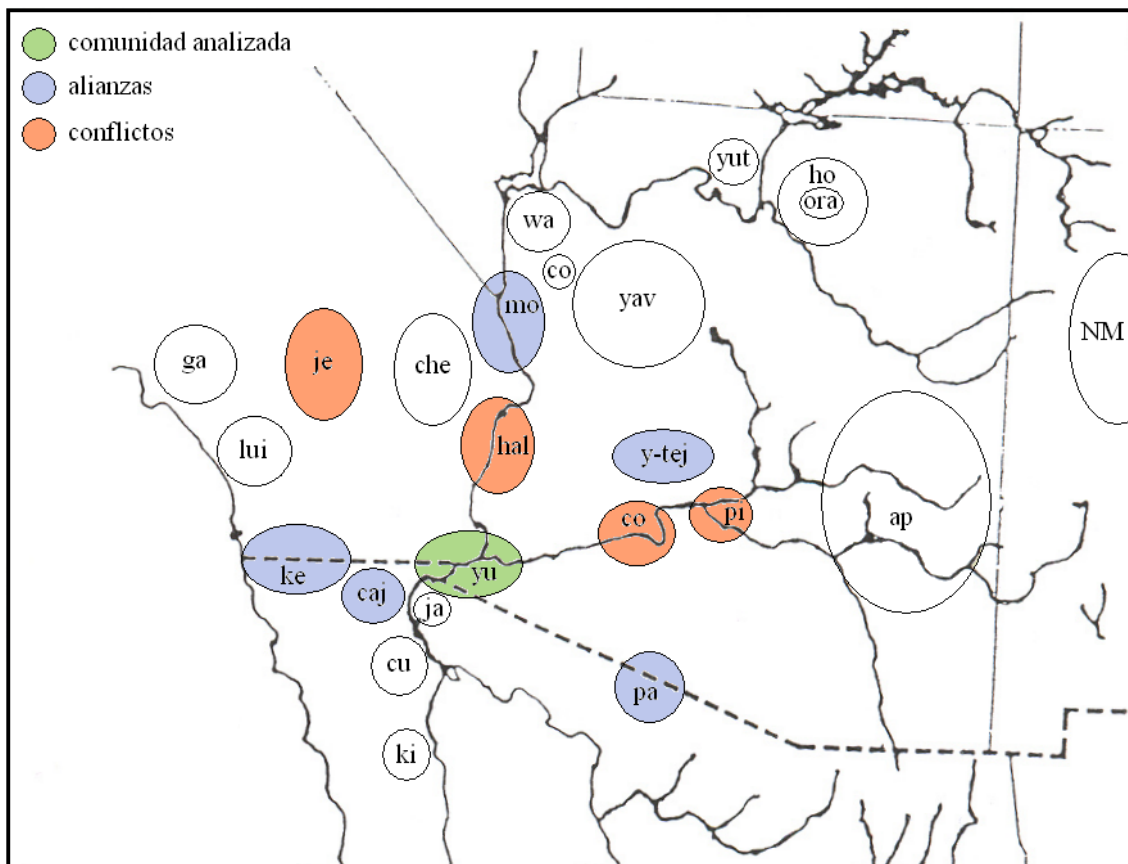 comunidad analizada
alianzas
conflictos
yut
ho
ora
wa
co
mo
yav
NM
ga
je
che
lui
hal
y-tej
co
pi
ap
ke
yu
caj
ja
cu
pa
ki